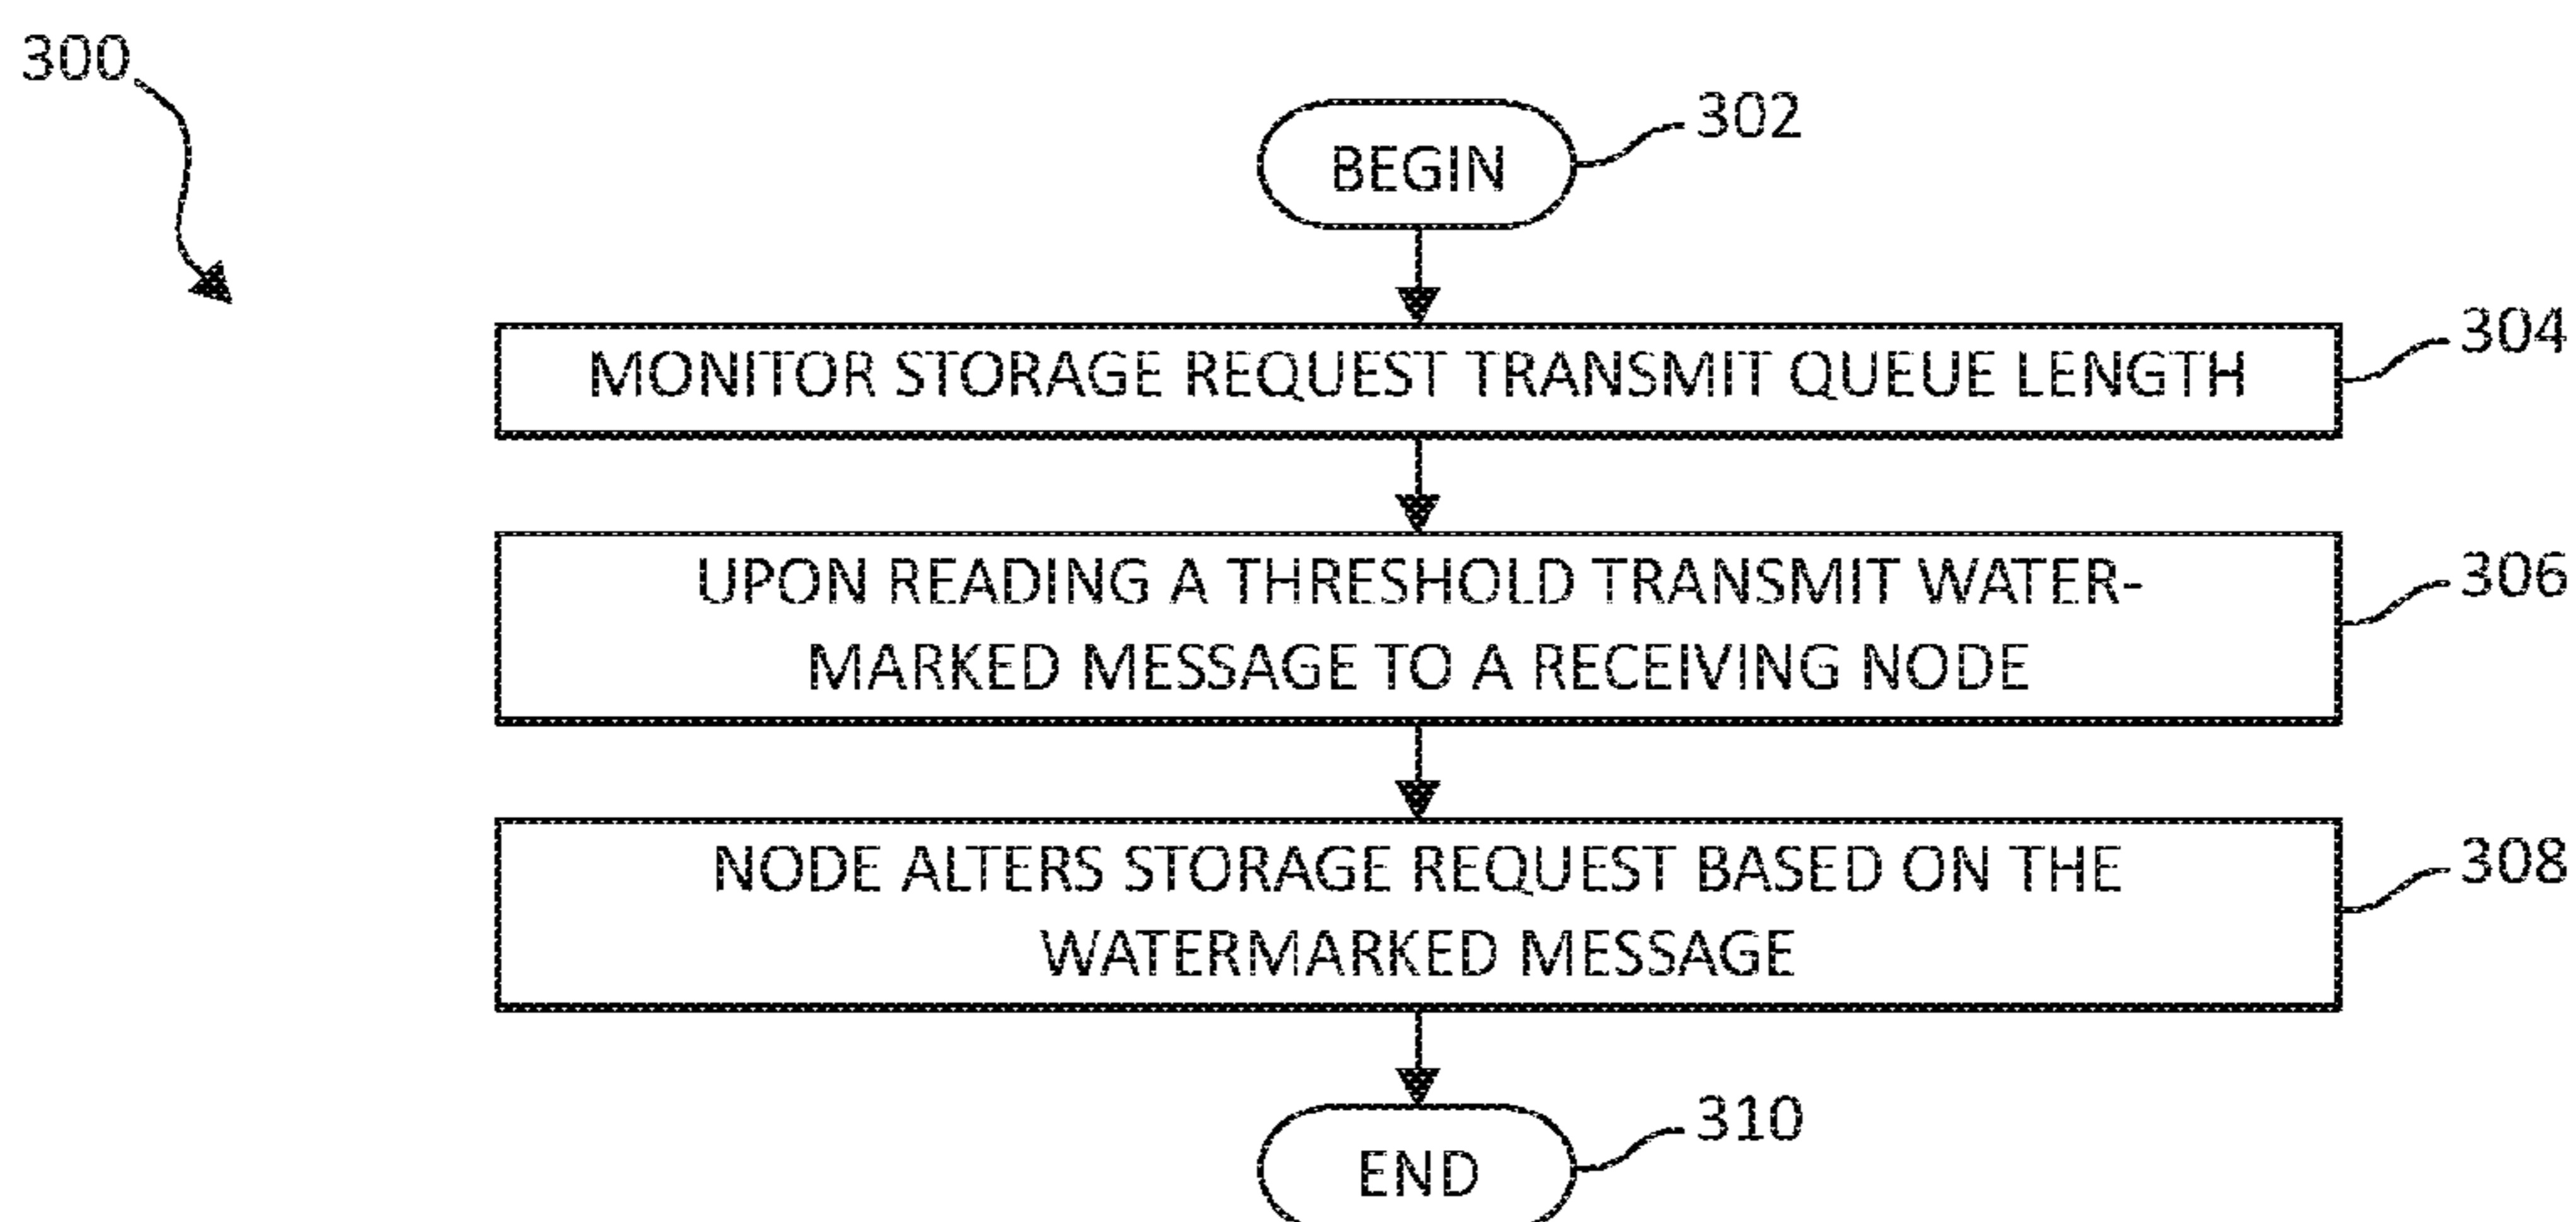 300
302
BEGIN
304
MONITOR STORAGE REQUEST TRANSMIT QUEUE LENGTH
306
UPON READING A THRESHOLD TRANSMIT WATER-
MARKED MESSAGE TO A RECEIVING NODE
308
NODE ALTERS STORAGE REQUEST BASED ON THE
WATERMARKED MESSAGE
310
END